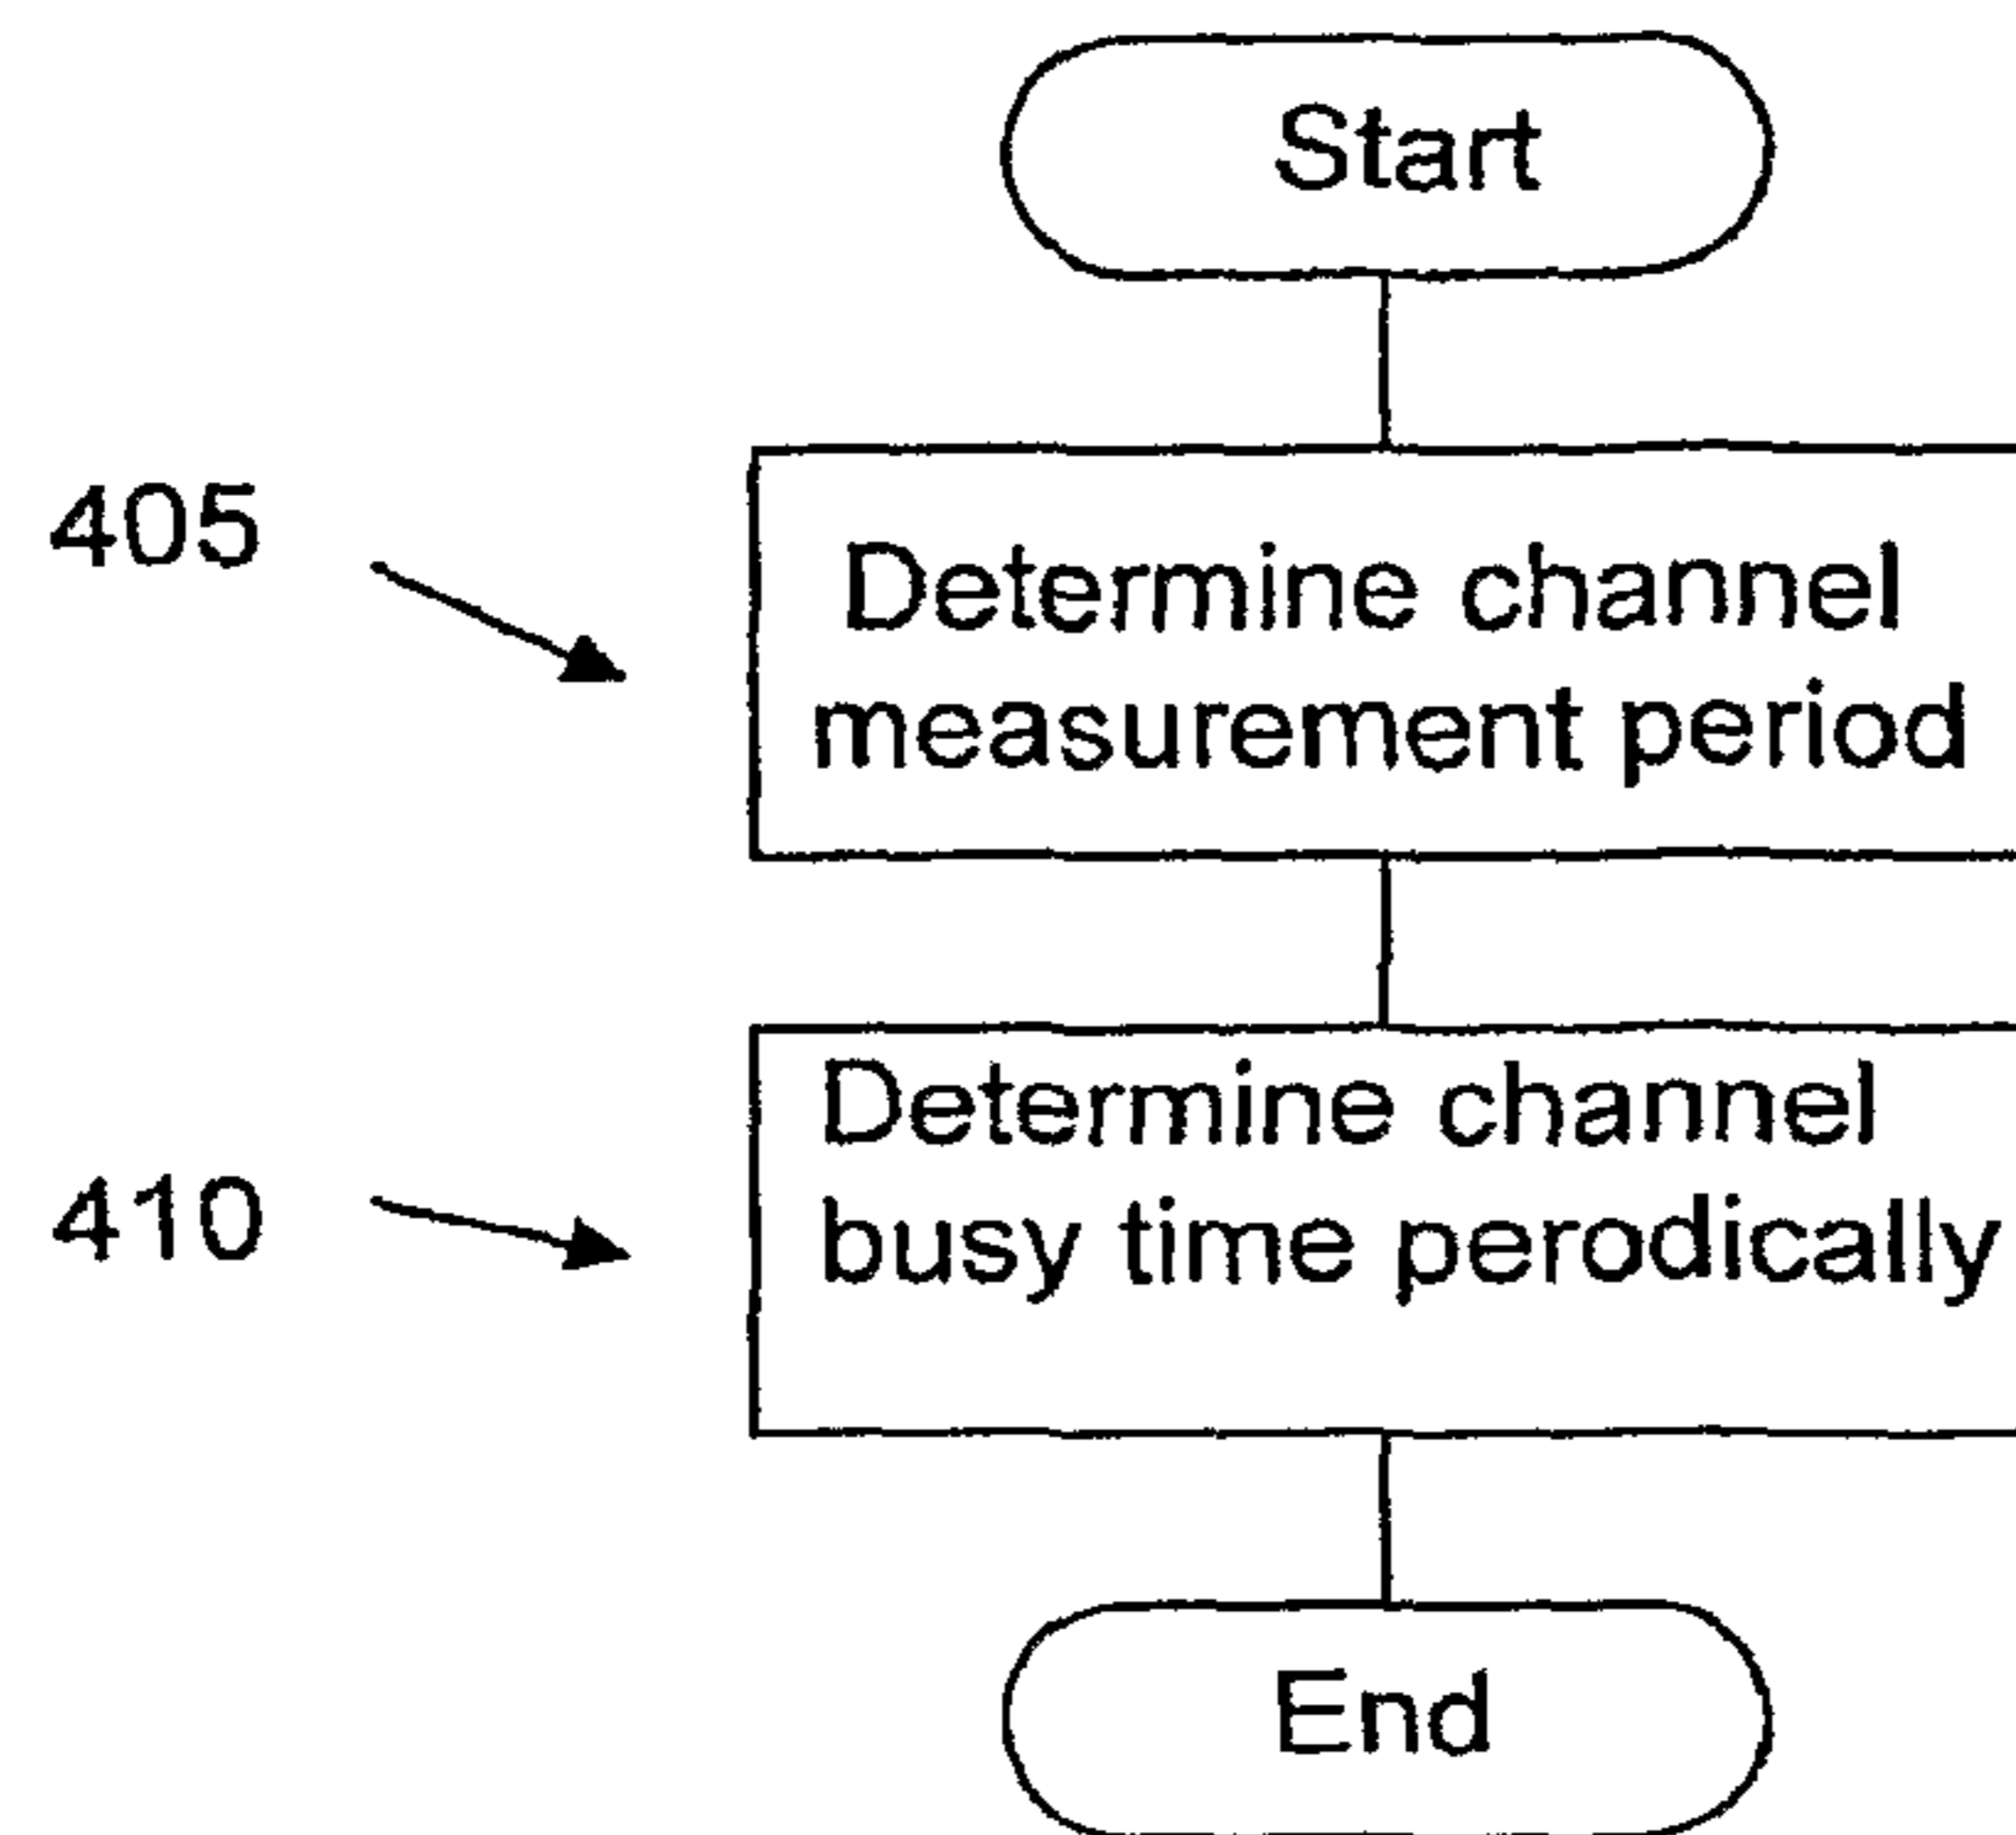 Start
405
Determine channel
measurement period
410
Determine channel
busy time perodically
End